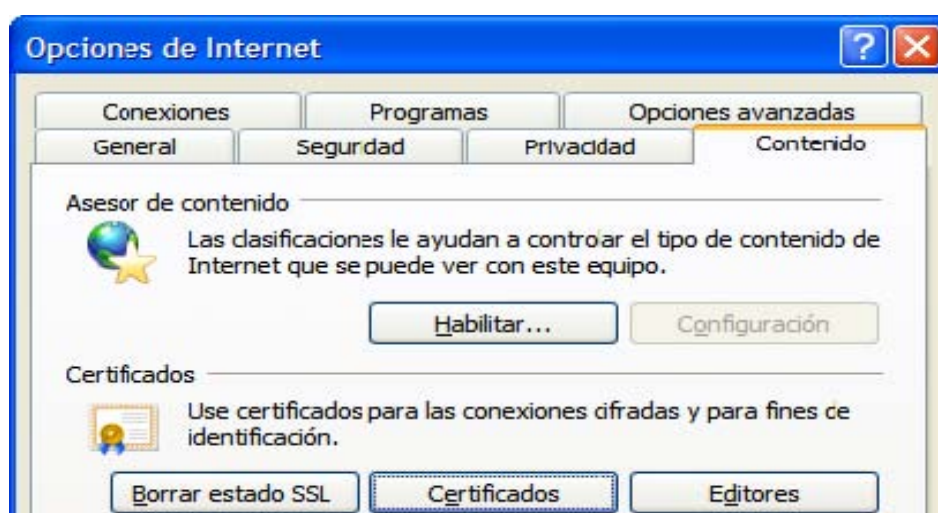 Opciones de Internet
Conexiones Programas Opciones avanzadas
General Seguridad Privacidad Contenido
Asesor de contenido
Las clasificaciones le ayudan a controlar el tipo de contenido de
Internet que se puede ver con este equipo.
Habilitar... Configuración
Certificados
Use certificados para las conexiones cifradas y para fines de
identificación.
Borrar estado SSL Certificados Editores